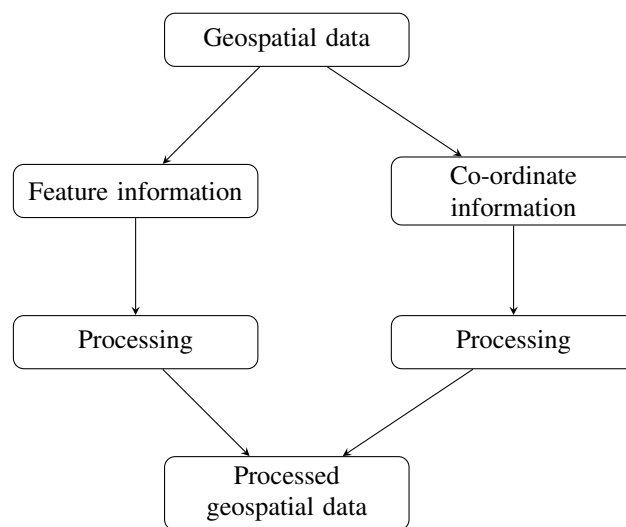 Geospatial data
Feature information
Co-ordinate
information
Processing
Processing
Processed
geospatial data